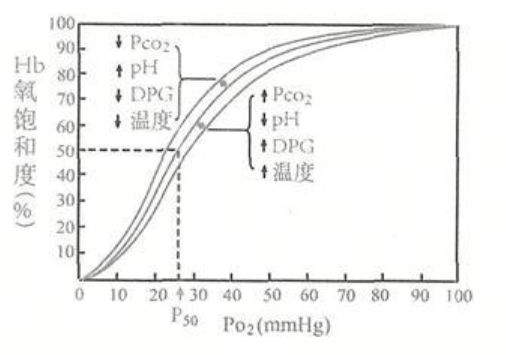 Hb
氧
饱
和
度
(%)
100
90
80
70
60
50
40
30
20
10
↓ Pco₂
↑ pH
↓ DPG
↓ 温度
↑ Pco₂
↓ pH
↑ DPG
↑ 温度
0 10 20 30 40 50 60 70 80 90 100
↑
P₅₀
Po₂(mmHg)